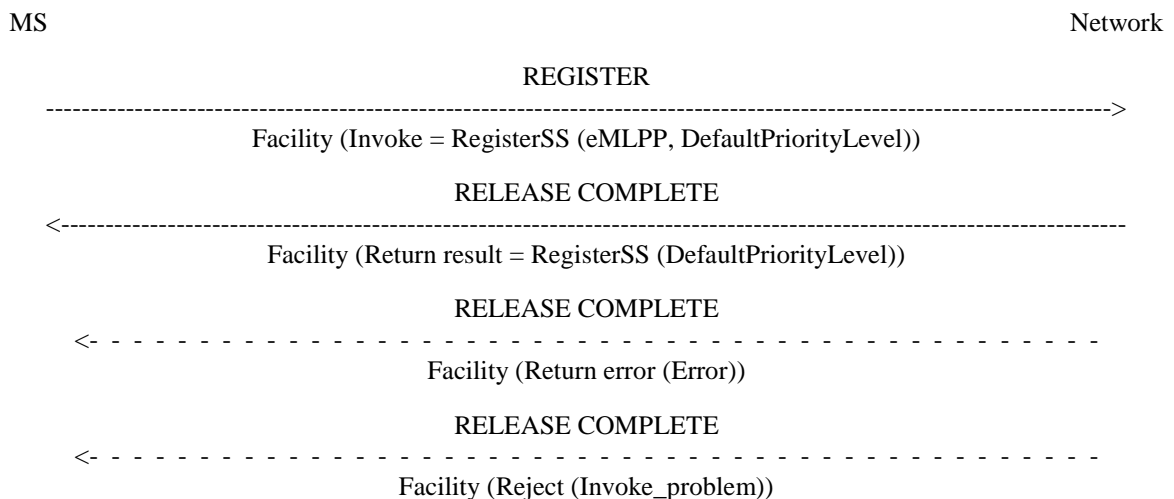 MS Network
REGISTER
Facility (Invoke = RegisterSS (eMLPP, DefaultPriorityLevel))
RELEASE COMPLETE
Facility (Return result = RegisterSS (DefaultPriorityLevel))
RELEASE COMPLETE
Facility (Return error (Error))
RELEASE COMPLETE
Facility (Reject (Invoke_problem))